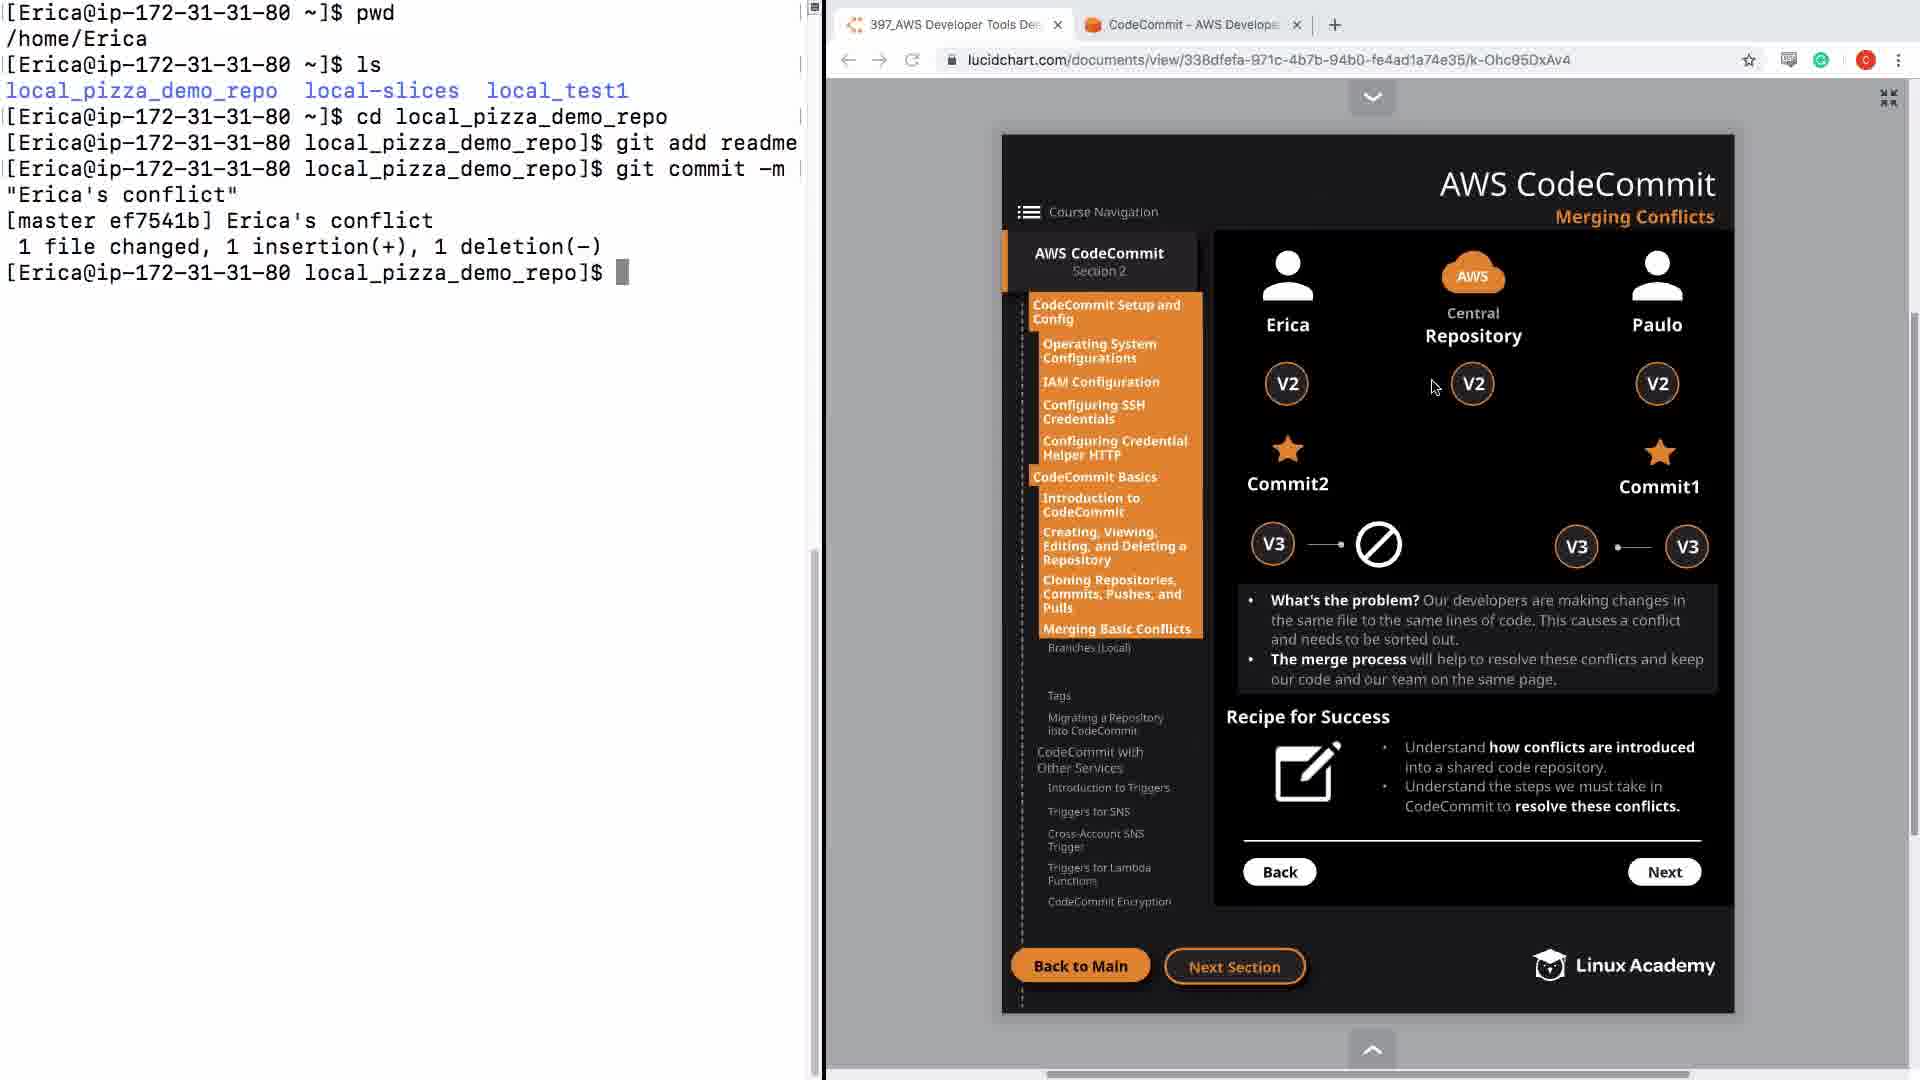 [Erica@ip-172-31-31-80 ~]$ pwd
/home/Erica
[Erica@ip-172-31-31-80 ~]$ ls
local_pizza_demo_repo  local-slices  local_test1
[Erica@ip-172-31-31-80 ~]$ cd local_pizza_demo_repo
[Erica@ip-172-31-31-80 local_pizza_demo_repo]$ git add readme
[Erica@ip-172-31-31-80 local_pizza_demo_repo]$ git commit -m
"Erica's conflict"
[master ef7541b] Erica's conflict
 1 file changed, 1 insertion(+), 1 deletion(-)
[Erica@ip-172-31-31-80 local_pizza_demo_repo]$
397_AWS Developer Tools De
CodeCommit - AWS Develope
lucidchart.com/documents/view/338dfefa-971c-4b7b-94b0-fe4ad1a74e35/k-Ohc95DxAv4
C
AWS CodeCommit
Merging Conflicts
Course Navigation
AWS CodeCommit
Section 2
CodeCommit Setup and
Config
Operating System
Configurations
IAM Configuration
Configuring SSH
Credentials
Configuring Credential
Helper HTTP
CodeCommit Basics
Introduction to
CodeCommit
Creating, Viewing,
Editing, and Deleting a
Repository
Cloning Repositories,
Commits, Pushes, and
Pulls
Merging Basic Conflicts
Branches (Local)
Tags
Migrating a Repository
into CodeCommit
CodeCommit with
Other Services
Introduction to Triggers
Triggers for SNS
Cross-Account SNS
Trigger
Triggers for Lambda
Functions
CodeCommit Encryption
AWS
Erica
Central
Repository
Paulo
V2
V2
V2
Commit2
Commit1
V3
V3
V3
• What's the problem? Our developers are making changes in
the same file to the same lines of code. This causes a conflict
and needs to be sorted out.
• The merge process will help to resolve these conflicts and keep
our code and our team on the same page.
Recipe for Success
• Understand how conflicts are introduced
into a shared code repository.
• Understand the steps we must take in
CodeCommit to resolve these conflicts.
Back
Next
Back to Main
Next Section
Linux Academy